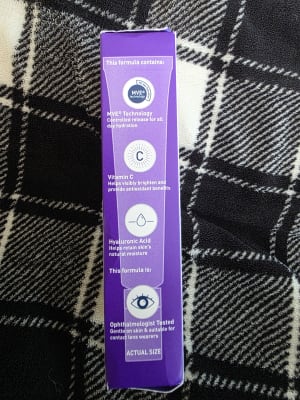 This formula contains:
MVE®
MVE® Technology
Controlled release for all
day hydration
C
Vitamin C
Helps visibly brighten and
provide antioxidant benefits
Hyaluronic Acid
Helps retain skin's
natural moisture
This formula is:
Ophthalmologist Tested
Gentle on skin & suitable for
contact lens wearers
ACTUAL SIZE